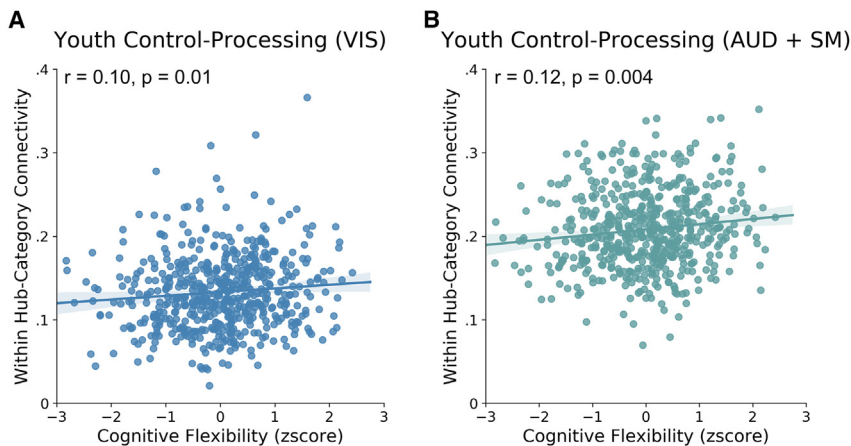 A
Youth Control-Processing (VIS)
r = 0.10, p = 0.01
Within Hub-Category Connectivity
.4
.3
.2
.1
0
−3
−2
−1
0
1
2
3
Cognitive Flexibility (zscore)
B
Youth Control-Processing (AUD + SM)
r = 0.12, p = 0.004
Within Hub-Category Connectivity
.4
.3
.2
.1
0
−3
−2
−1
0
1
2
3
Cognitive Flexibility (zscore)